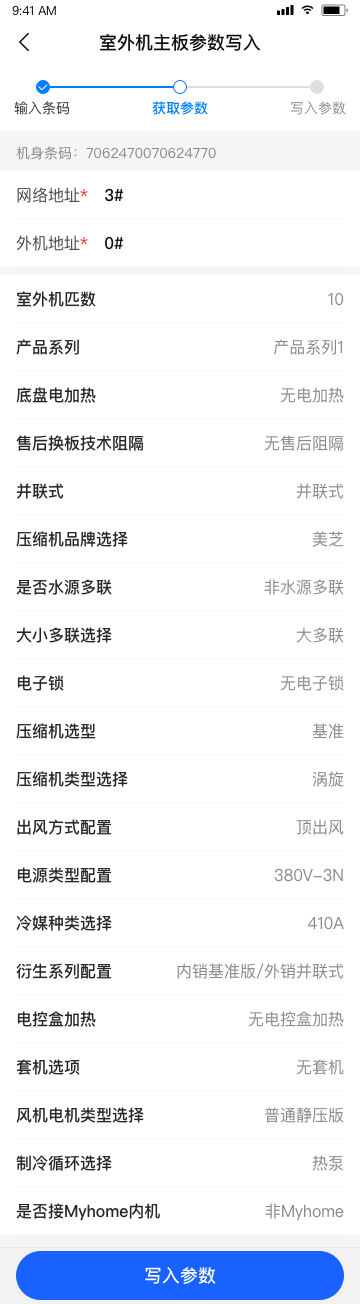 9:41 AM
室外机主板参数写入
输入条码 获取参数 写入参数
机身条码：7062470070624770
网络地址* 3#
外机地址* 0#
室外机匹数 10
产品系列 产品系列1
底盘电加热 无电加热
售后换板技术阻隔 无售后阻隔
并联式 并联式
压缩机品牌选择 美芝
是否水源多联 非水源多联
大小多联选择 大多联
电子锁 无电子锁
压缩机选型 基准
压缩机类型选择 涡旋
出风方式配置 顶出风
电源类型配置 380V-3N
冷媒种类选择 410A
衍生系列配置 内销基准版/外销并联式
电控盒加热 无电控盒加热
套机选项 无套机
风机电机类型选择 普通静压版
制冷循环选择 热泵
是否接Myhome内机 非Myhome
写入参数